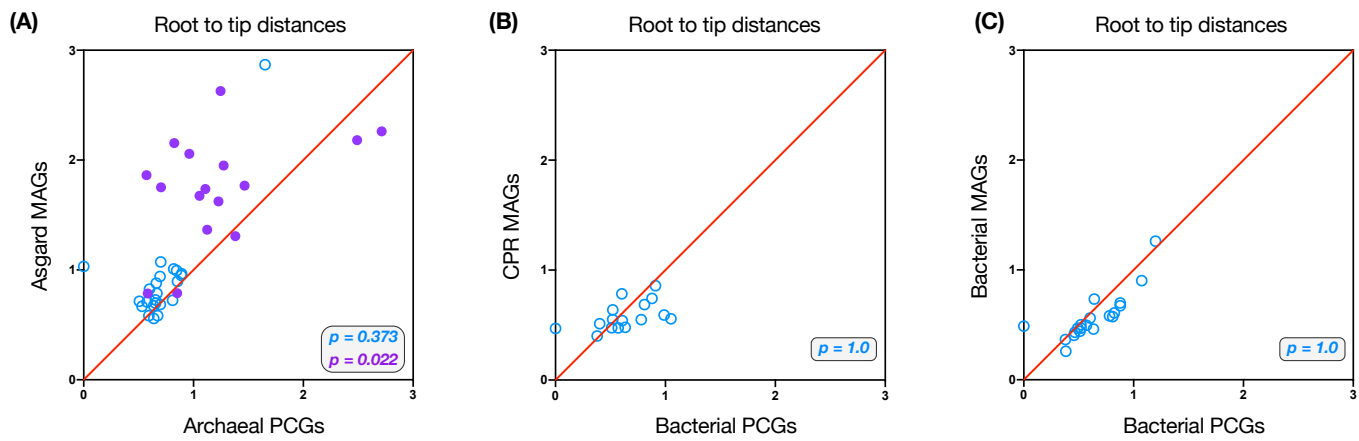 (A)
Root to tip distances
3
2
1
0
0
1
2
3
Asgard MAGs
Archaeal PCGs
p = 0.373
p = 0.022
(B)
Root to tip distances
3
2
1
0
0
1
2
3
CPR MAGs
Bacterial PCGs
p = 1.0
(C)
Root to tip distances
3
2
1
0
0
1
2
3
Bacterial MAGs
Bacterial PCGs
p = 1.0